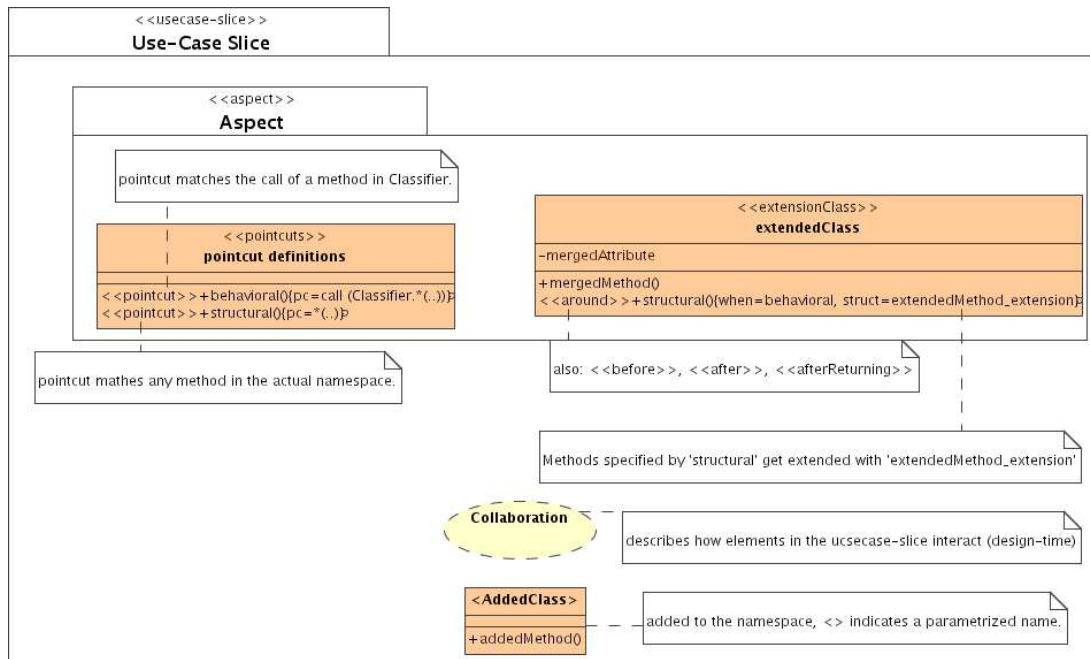 <<usecase-slice>>
Use-Case Slice
<<aspect>>
Aspect
pointcut matches the call of a method in Classifier.
<<pointcuts>>
pointcut definitions
<<pointcut>>+behavioral(){pc=call (Classifier.*(..))}
<<pointcut>>+structural(){pc=*(..)}
<<extensionClass>>
extendedClass
-mergedAttribute
+mergedMethod()
<<around>>+structural(){when=behavioral, struct=extendedMethod_extension}
pointcut mathes any method in the actual namespace.
also: <<before>>, <<after>>, <<afterReturning>>
Methods specified by 'structural' get extended with 'extendedMethod_extension'
Collaboration
describes how elements in the ucsecase-slice interact (design-time)
<AddedClass>
+addedMethod()
added to the namespace, <> indicates a parametrized name.